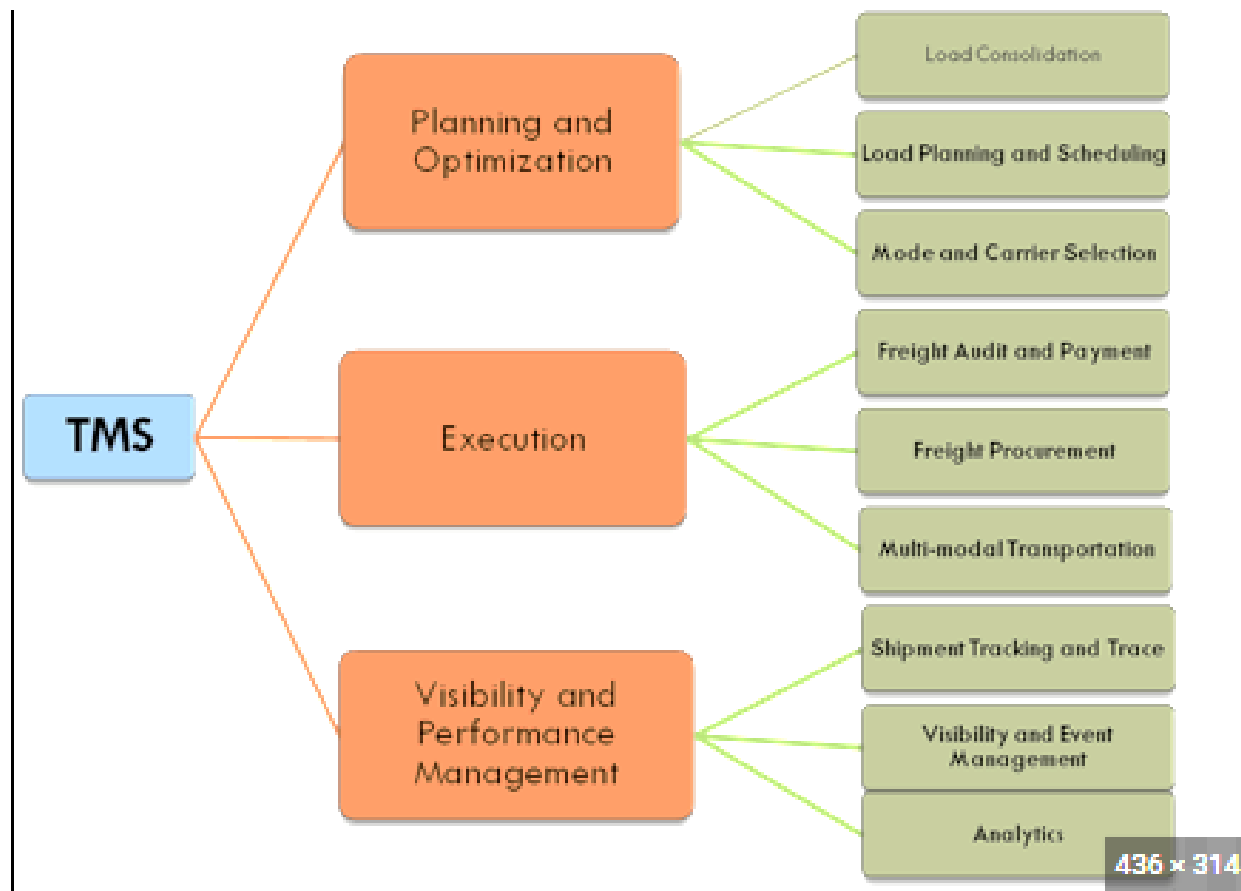 TMS
Planning and
Optimization
Execution
Visibility and
Performance
Management
Load Consolidation
Load Planning and Scheduling
Mode and Carrier Selection
Freight Audit and Payment
Freight Procurement
Multi-modal Transportation
Shipment Tracking and Trace
Visibility and Event
Management
Analytics
436 × 314